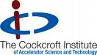 The Cockcroft Institute
of Accelerator Science and Technology